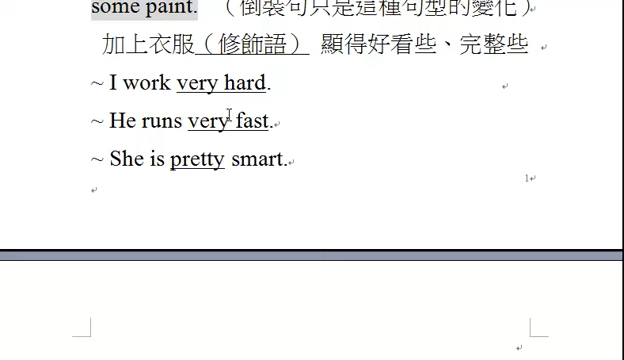 some paint. （倒裝句只是這種句型的變化）
加上衣服（修飾語） 顯得好看些、完整些
~ I work very hard.
~ He runs very fast.
~ She is pretty smart.
1